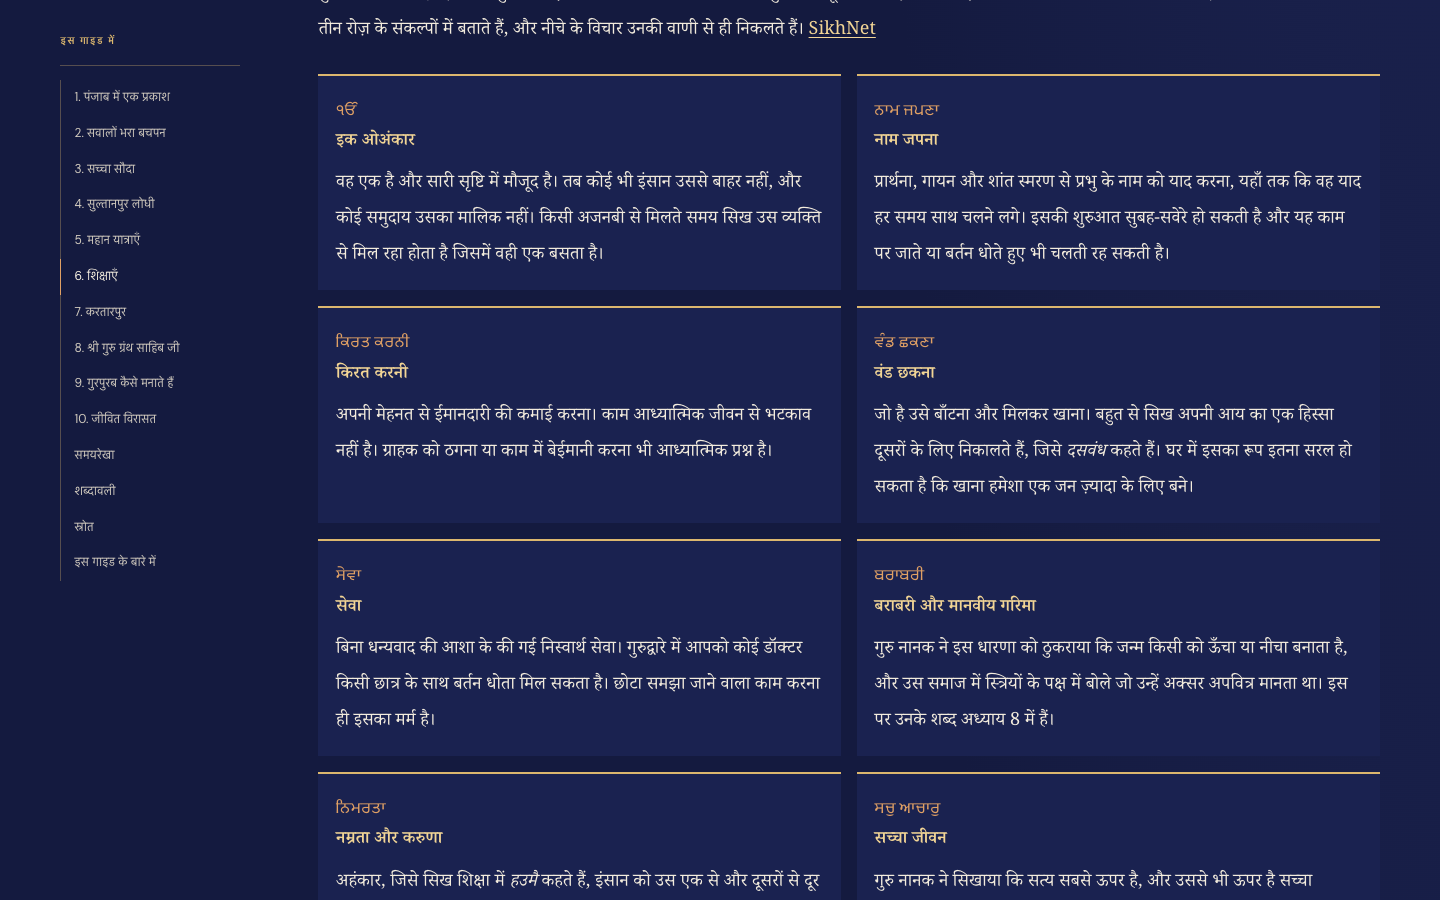 इस गाइड में
1. पंजाब में एक प्रकाश
2. सवालों भरा बचपन
3. सच्चा सौदा
4. सुल्तानपुर लोधी
5. महान यात्राएँ
6. शिक्षाएँ
7. करतारपुर
8. श्री गुरु ग्रंथ साहिब जी
9. गुरपुरब कैसे मनाते हैं
10. जीवित विरासत
समयरेखा
शब्दावली
स्रोत
इस गाइड के बारे में
तीन रोज़ के संकल्पों में बताते हैं, और नीचे के विचार उनकी वाणी से ही निकलते हैं। SikhNet
ੴ
इक ओअंकार
वह एक है और सारी सृष्टि में मौजूद है। तब कोई भी इंसान उससे बाहर नहीं, और
कोई समुदाय उसका मालिक नहीं। किसी अजनबी से मिलते समय सिख उस व्यक्ति
से मिल रहा होता है जिसमें वही एक बसता है।
ਨਾਮ ਜਪਣਾ
नाम जपना
प्रार्थना, गायन और शांत स्मरण से प्रभु के नाम को याद करना, यहाँ तक कि वह याद
हर समय साथ चलने लगे। इसकी शुरुआत सुबह-सवेरे हो सकती है और यह काम
पर जाते या बर्तन धोते हुए भी चलती रह सकती है।
ਕਿਰਤ ਕਰਨੀ
किरत करनी
अपनी मेहनत से ईमानदारी की कमाई करना। काम आध्यात्मिक जीवन से भटकाव
नहीं है। ग्राहक को ठगना या काम में बेईमानी करना भी आध्यात्मिक प्रश्न है।
ਵੰਡ ਛਕਣਾ
वंड छकना
जो है उसे बाँटना और मिलकर खाना। बहुत से सिख अपनी आय का एक हिस्सा
दूसरों के लिए निकालते हैं, जिसे दसवंध कहते हैं। घर में इसका रूप इतना सरल हो
सकता है कि खाना हमेशा एक जन ज़्यादा के लिए बने।
ਸੇਵਾ
सेवा
बिना धन्यवाद की आशा के की गई निस्वार्थ सेवा। गुरुद्वारे में आपको कोई डॉक्टर
किसी छात्र के साथ बर्तन धोता मिल सकता है। छोटा समझा जाने वाला काम करना
ही इसका मर्म है।
ਬਰਾਬਰੀ
बराबरी और मानवीय गरिमा
गुरु नानक ने इस धारणा को ठुकराया कि जन्म किसी को ऊँचा या नीचा बनाता है,
और उस समाज में स्त्रियों के पक्ष में बोले जो उन्हें अक्सर अपवित्र मानता था। इस
पर उनके शब्द अध्याय 8 में हैं।
ਨਿਮਰਤਾ
नम्रता और करुणा
अहंकार, जिसे सिख शिक्षा में हउमै कहते हैं, इंसान को उस एक से और दूसरों से दूर
ਸਚੁ ਆਚਾਰੁ
सच्चा जीवन
गुरु नानक ने सिखाया कि सत्य सबसे ऊपर है, और उससे भी ऊपर है सच्चा